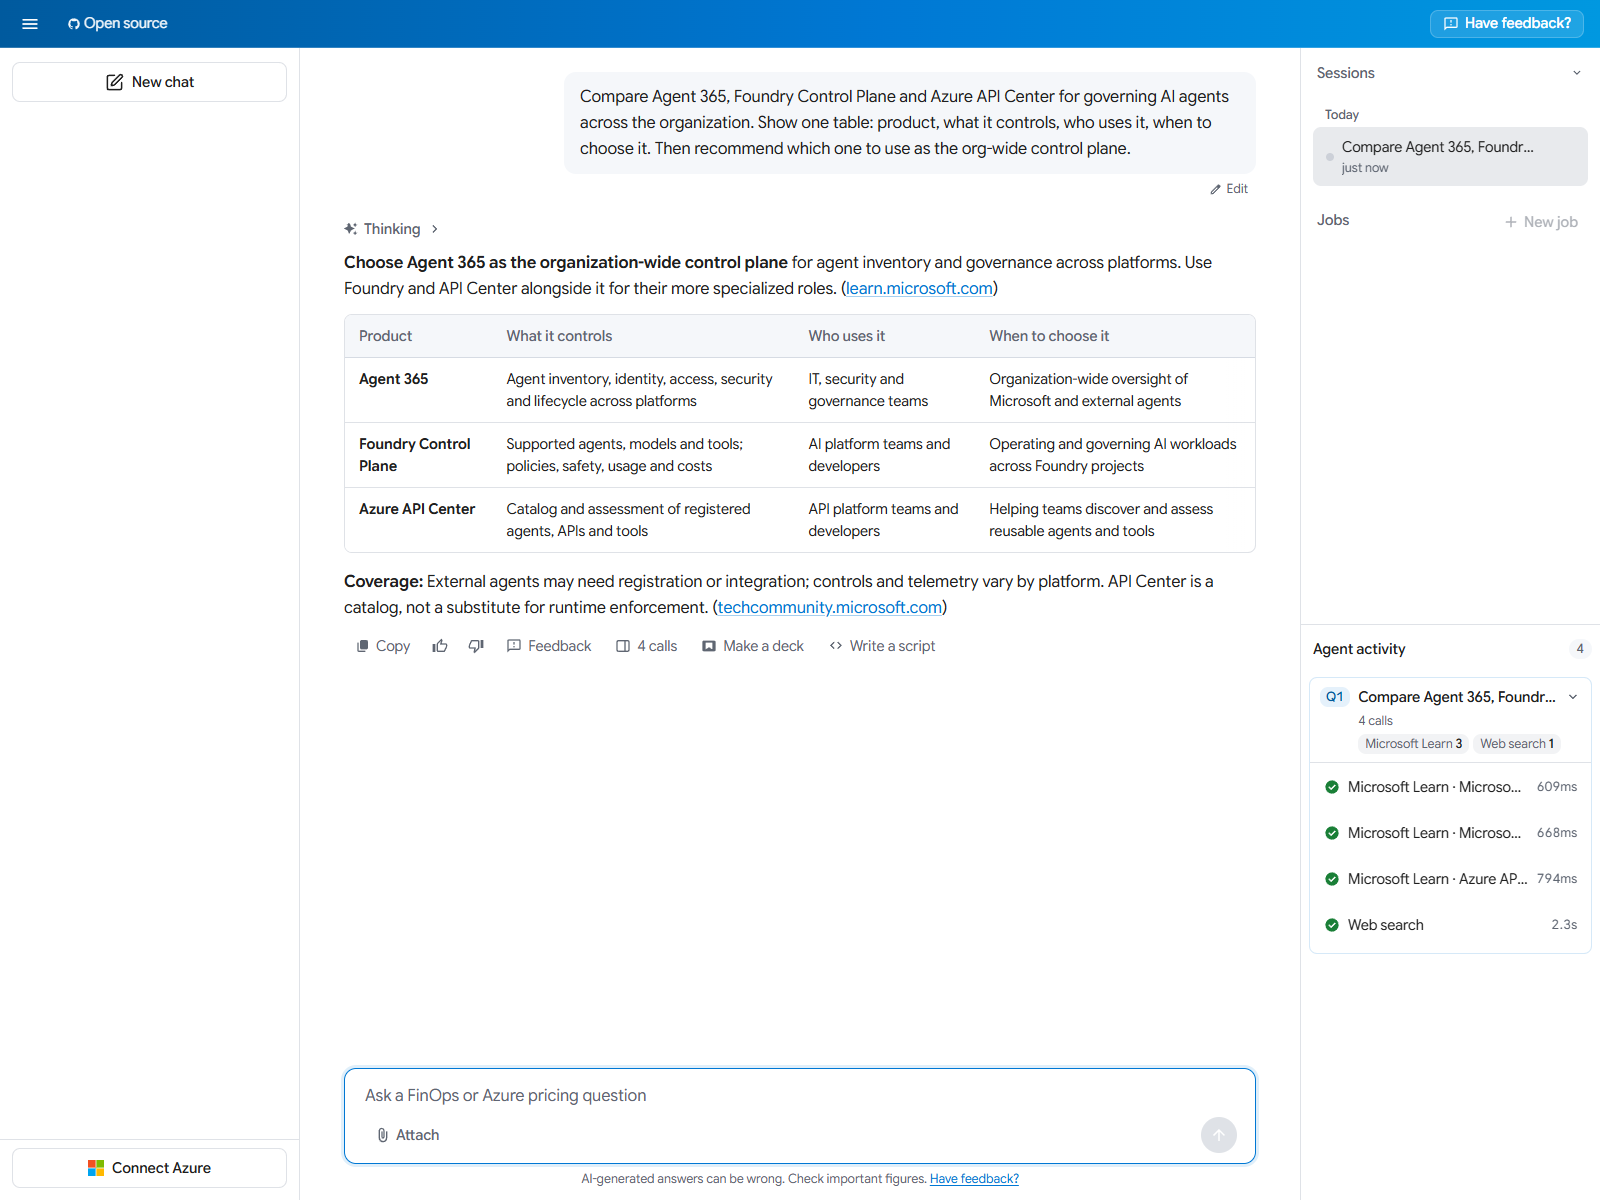 Open source
Have feedback?
New chat
Connect Azure
Compare Agent 365, Foundry Control Plane and Azure API Center for governing AI agents
across the organization. Show one table: product, what it controls, who uses it, when to
choose it. Then recommend which one to use as the org-wide control plane.
Edit
Thinking
Choose Agent 365 as the organization-wide control plane for agent inventory and governance across platforms. Use
Foundry and API Center alongside it for their more specialized roles. (learn.microsoft.com)
Product What it controls Who uses it When to choose it
Agent 365 Agent inventory, identity, access, security IT, security and Organization-wide oversight of
and lifecycle across platforms governance teams Microsoft and external agents
Foundry Control Supported agents, models and tools; AI platform teams and Operating and governing AI workloads
Plane policies, safety, usage and costs developers across Foundry projects
Azure API Center Catalog and assessment of registered API platform teams and Helping teams discover and assess
agents, APIs and tools developers reusable agents and tools
Coverage: External agents may need registration or integration; controls and telemetry vary by platform. API Center is a
catalog, not a substitute for runtime enforcement. (techcommunity.microsoft.com)
Copy Feedback 4 calls Make a deck Write a script
Ask a FinOps or Azure pricing question
Attach
AI-generated answers can be wrong. Check important figures. Have feedback?
Sessions
Today
Compare Agent 365, Foundr...
just now
Jobs + New job
Agent activity 4
Q1 Compare Agent 365, Foundr...
4 calls
Microsoft Learn 3 Web search 1
Microsoft Learn · Microso... 609ms
Microsoft Learn · Microso... 668ms
Microsoft Learn · Azure AP... 794ms
Web search 2.3s